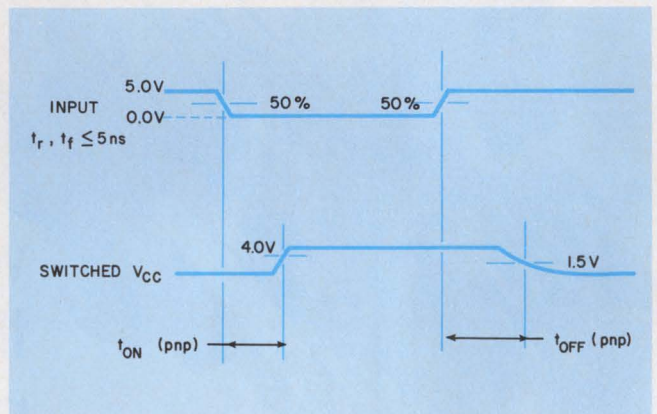 5.0V
INPUT
50%
50%
0.0V
tr, tf ≤5ns
4.0V
SWITCHED VCC
1.5V
tON (pnp)
tOFF (pnp)